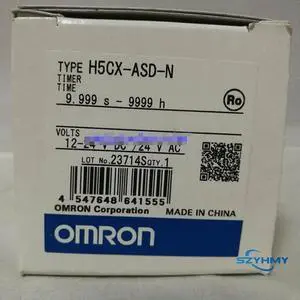 TYPE H5CX-ASD-N
TIMER
TIME
9.999 s - 9999 h
Ro
VOLTS
12-24 V DC /24 V AC
LOT No.23714S QTY.1
4 547648 641555
OMRON Corporation MADE IN CHINA
OMRON
SZYHMY